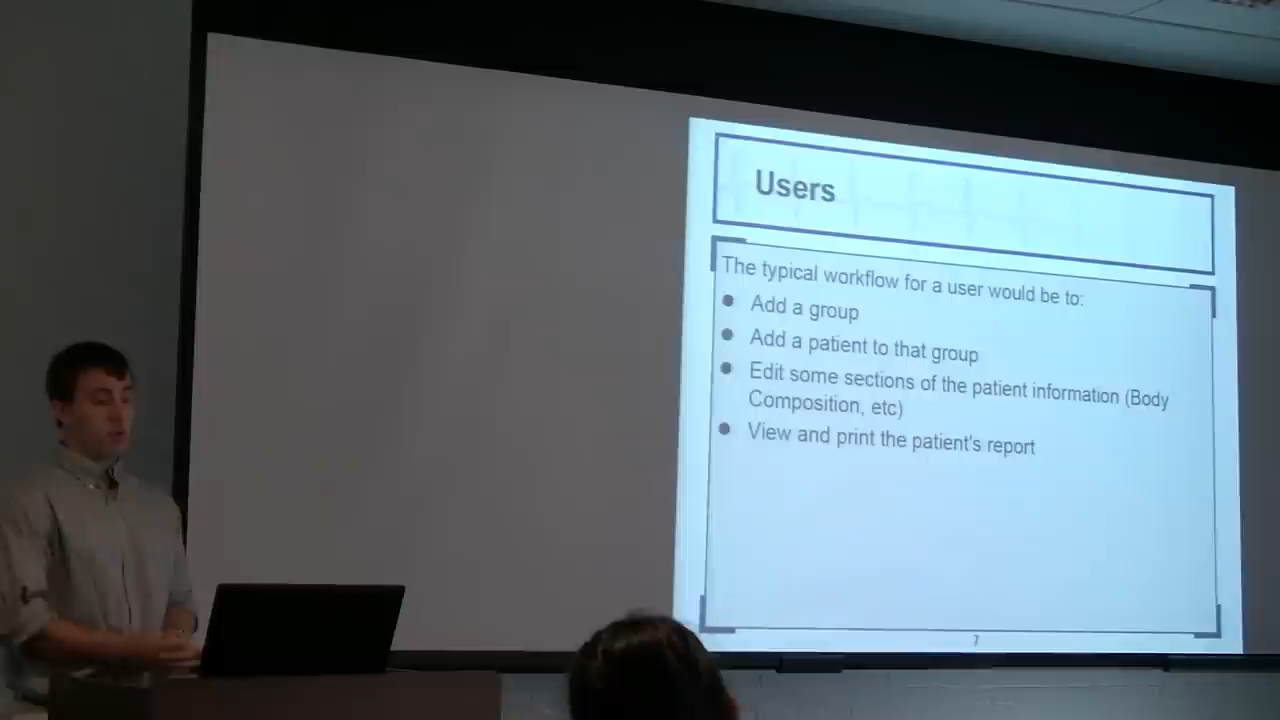 Users
The typical workflow for a user would be to:
Add a group
Add a patient to that group
Edit some sections of the patient information (Body
Composition, etc)
View and print the patient's report
7